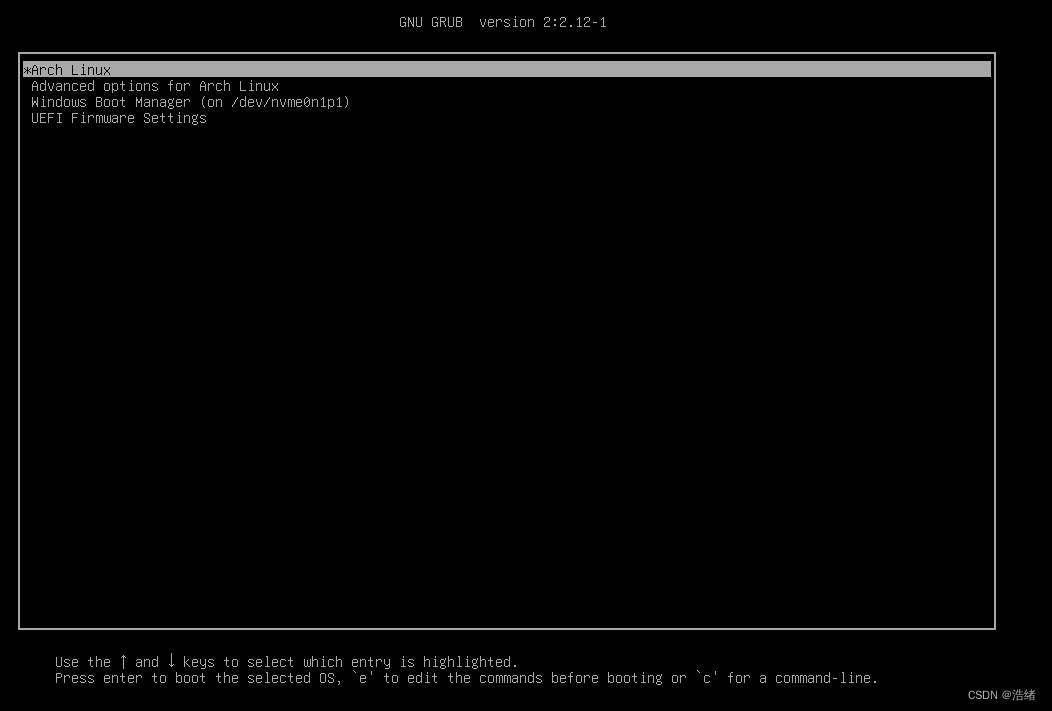 GNU GRUB  version 2:2.12-1
*Arch Linux
Advanced options for Arch Linux
Windows Boot Manager (on /dev/nvme0n1p1)
UEFI Firmware Settings
Use the ↑ and ↓ keys to select which entry is highlighted.
Press enter to boot the selected OS, `e' to edit the commands before booting or `c' for a command-line.
CSDN @浩绪